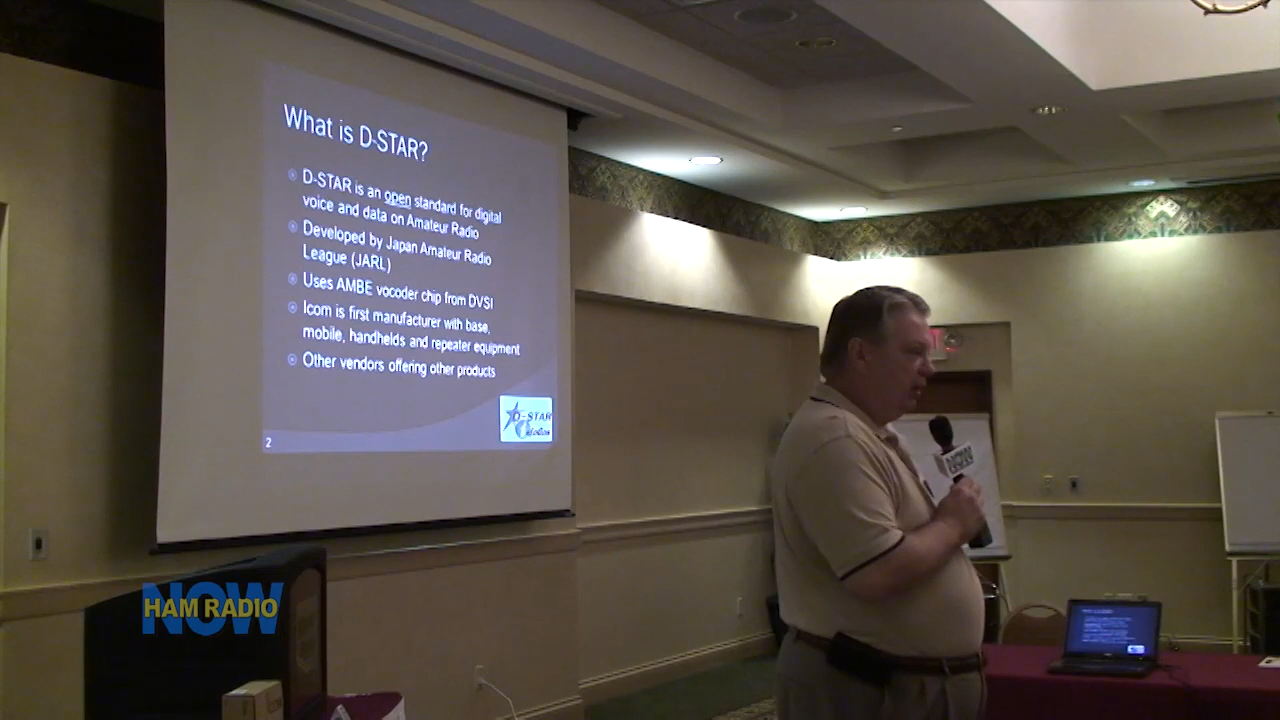 What is D-STAR?
D-STAR is an open standard for digital
voice and data on Amateur Radio
Developed by Japan Amateur Radio
League (JARL)
Uses AMBE vocoder chip from DVSI
Icom is first manufacturer with base,
mobile, handhelds and repeater equipment
Other vendors offering other products
D-STAR
2
NOW
NOW
HAM RADIO